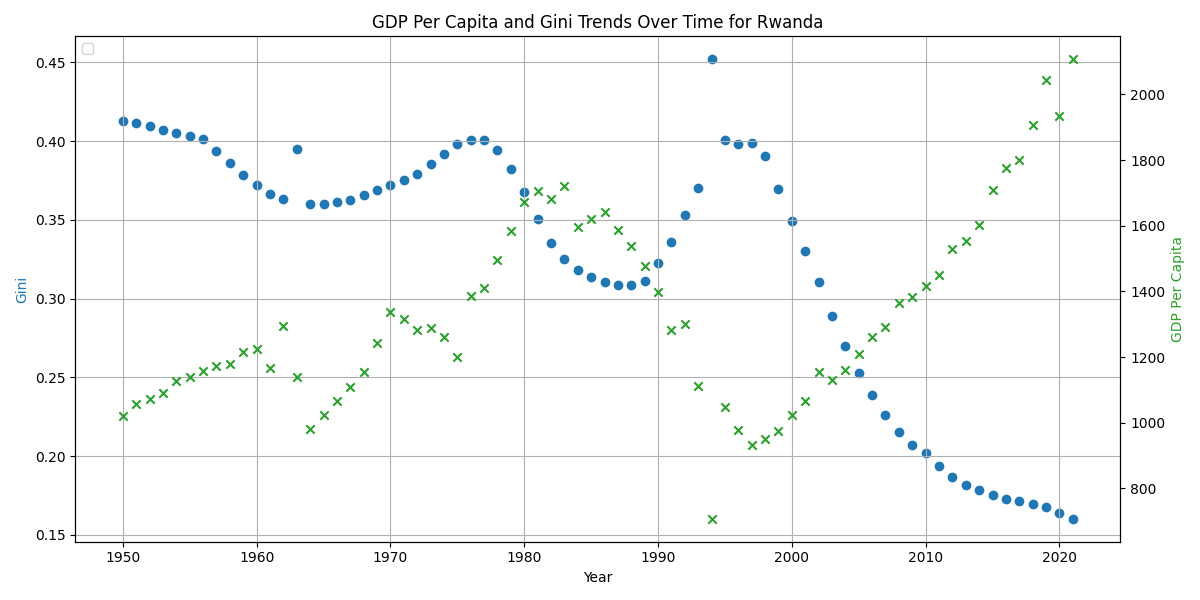 GDP Per Capita and Gini Trends Over Time for Rwanda
0.45
0.40
0.35
0.30
0.25
0.20
0.15
Gini
2000
1800
1600
1400
1200
1000
800
GDP Per Capita
1950 1960 1970 1980 1990 2000 2010 2020
Year